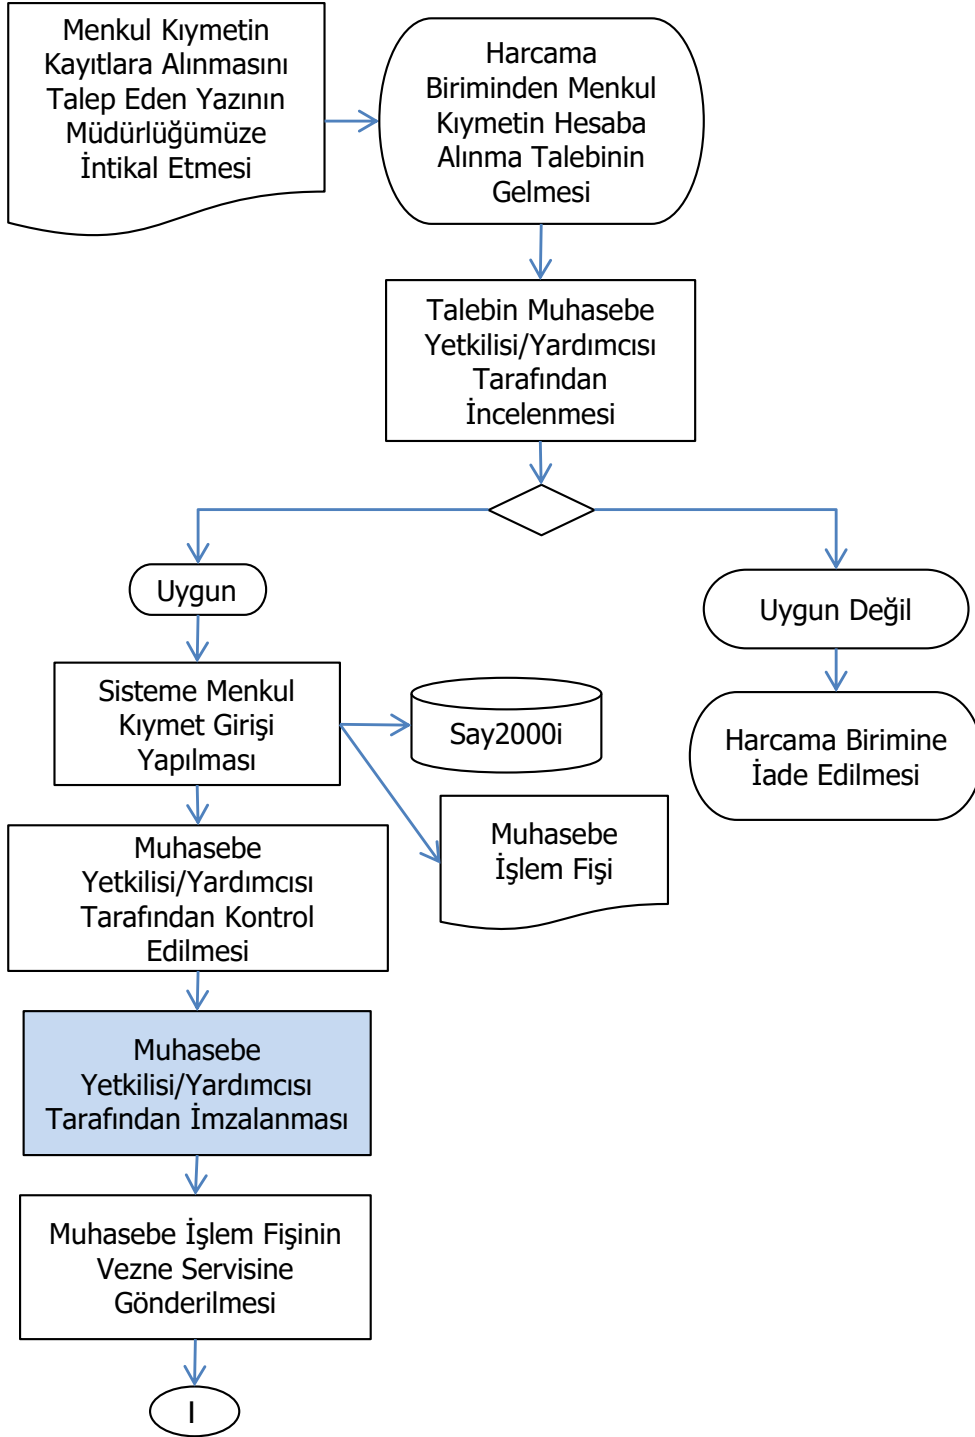 Menkul Kıymetin
Kayıtlara Alınmasını
Talep Eden Yazının
Müdürlüğümüze
İntikal Etmesi
Harcama
Biriminden Menkul
Kıymetin Hesaba
Alınma Talebinin
Gelmesi
Talebin Muhasebe
Yetkilisi/Yardımcısı
Tarafından
İncelenmesi
Uygun
Uygun Değil
Sisteme Menkul
Kıymet Girişi
Yapılması
Say2000i
Harcama Birimine
İade Edilmesi
Muhasebe
İşlem Fişi
Muhasebe
Yetkilisi/Yardımcısı
Tarafından Kontrol
Edilmesi
Muhasebe
Yetkilisi/Yardımcısı
Tarafından İmzalanması
Muhasebe İşlem Fişinin
Vezne Servisine
Gönderilmesi
I